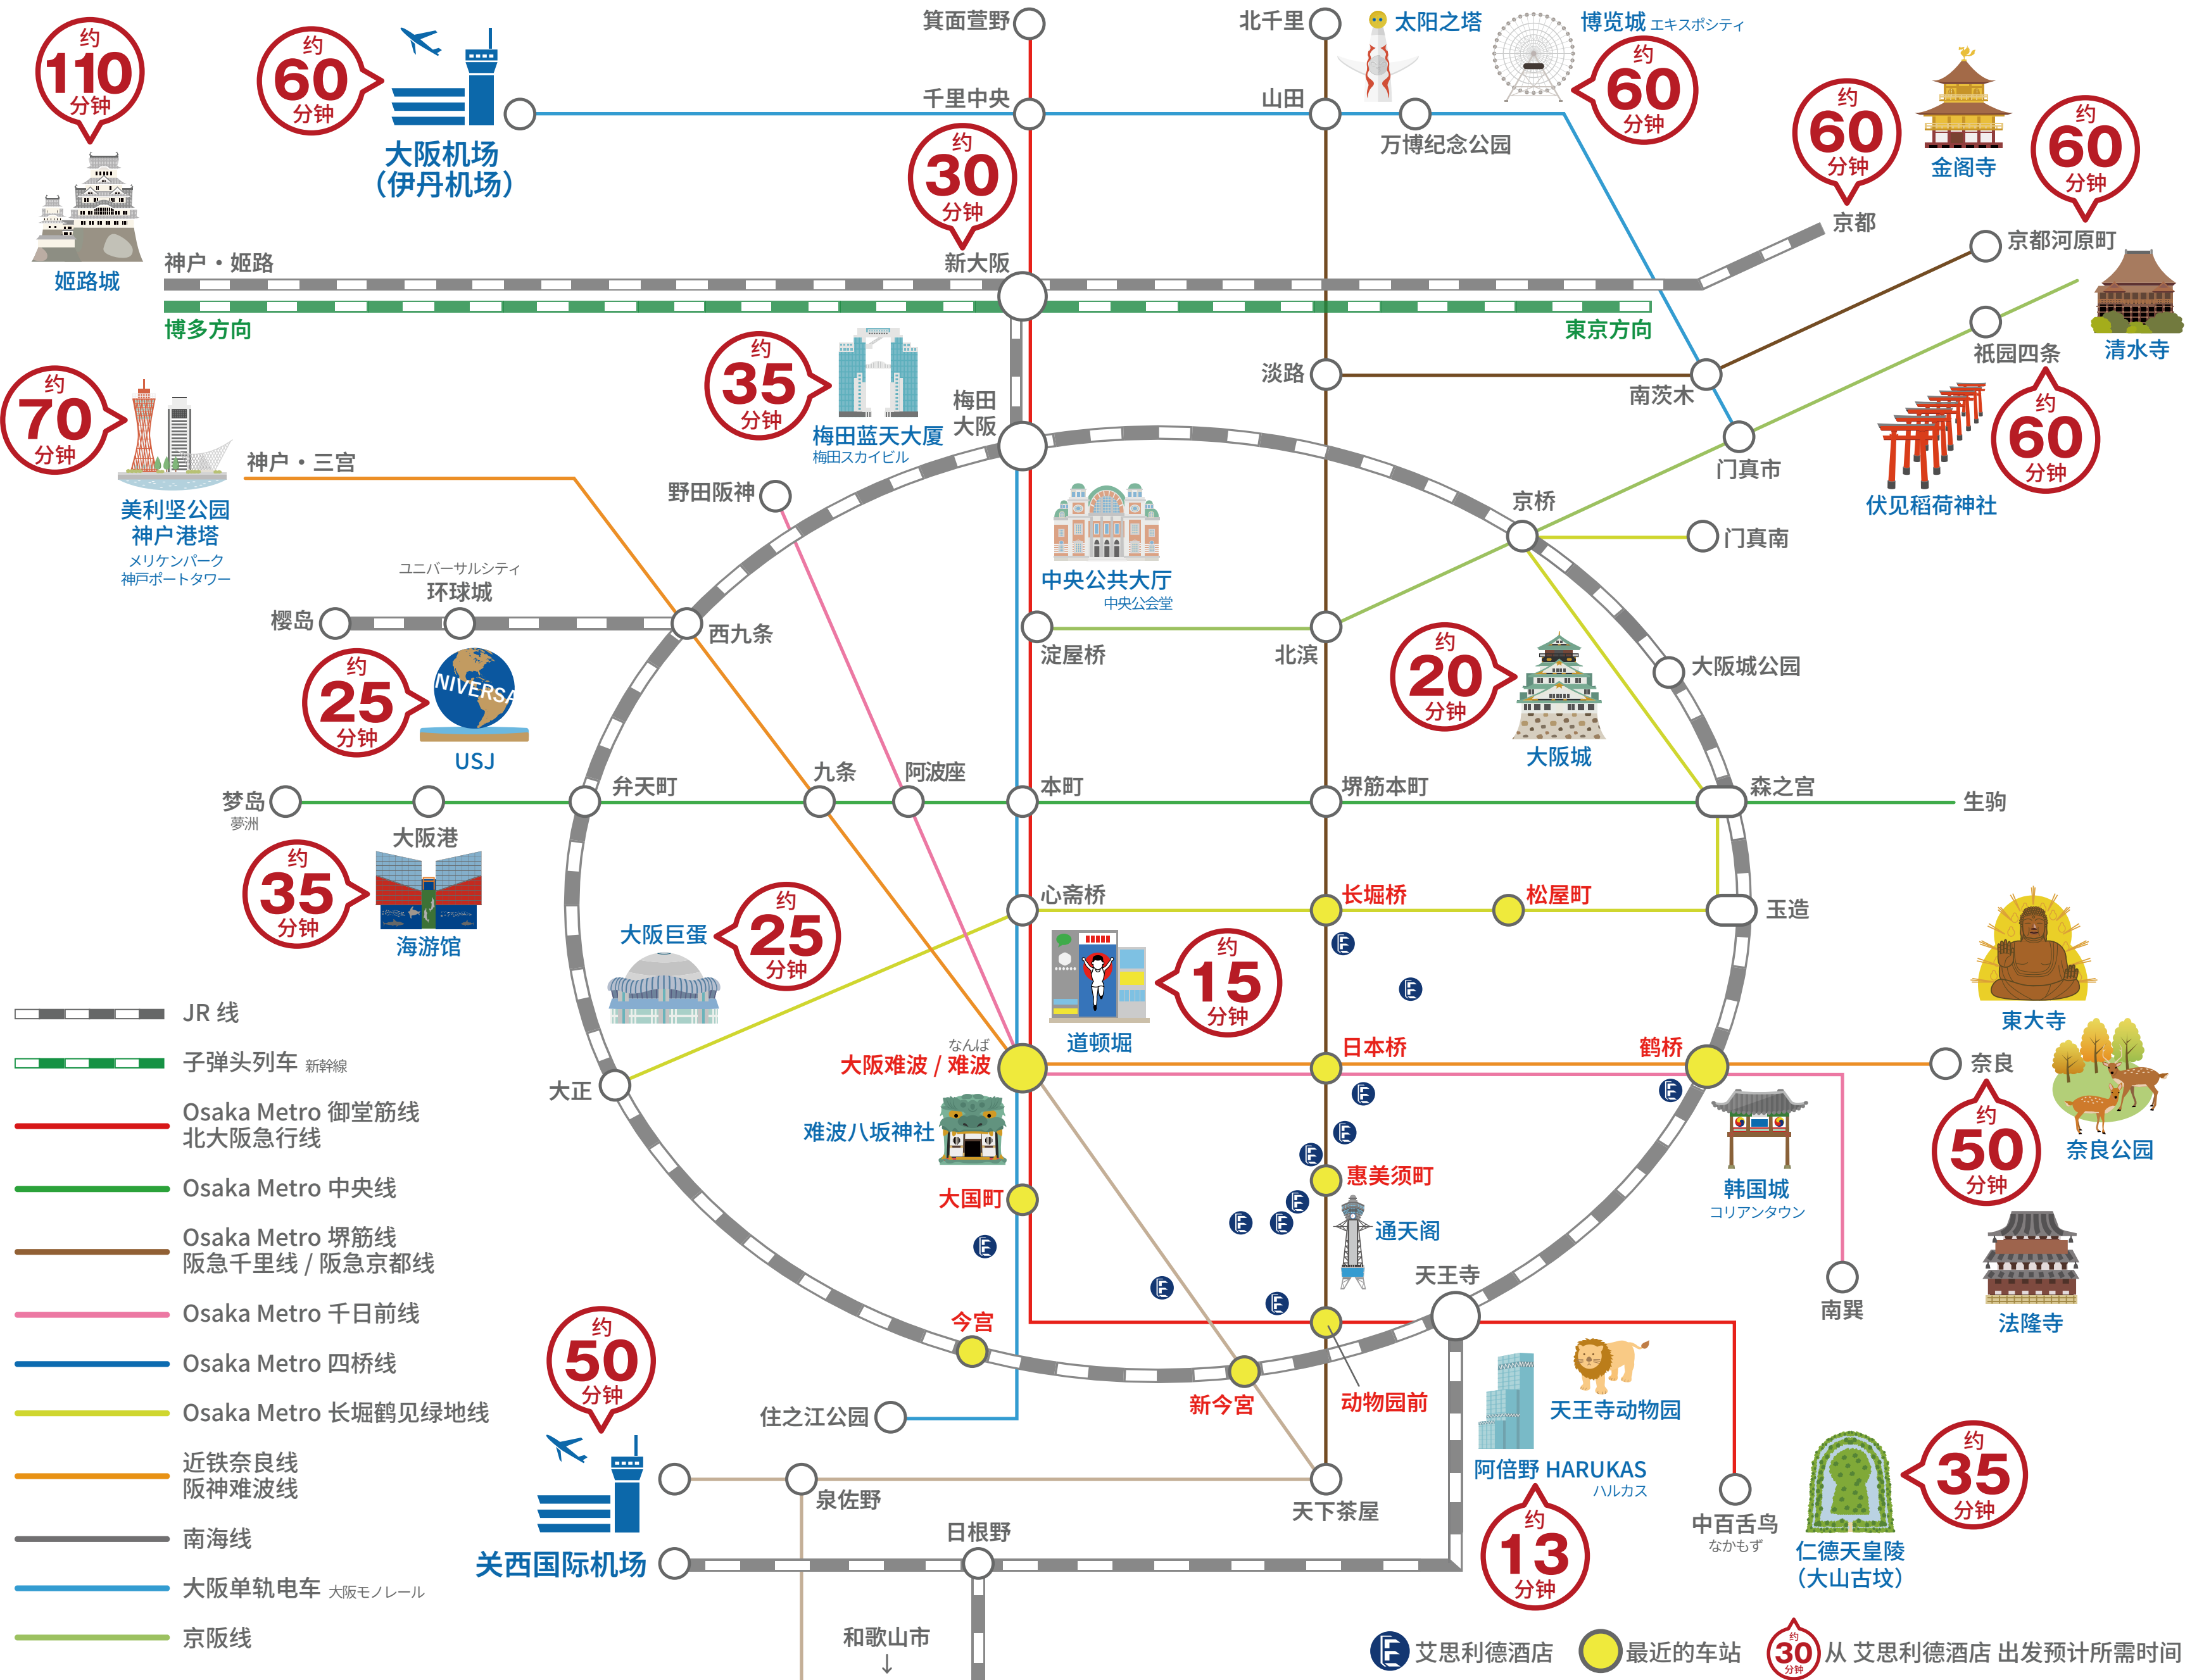 约
110
分钟
姬路城
约
60
分钟
大阪机场
（伊丹机场）
箕面萱野
千里中央
约
30
分钟
新大阪
北千里
山田
太阳之塔
博览城 エキスポシティ
约
60
分钟
万博纪念公园
约
60
分钟
金阁寺
约
60
分钟
京都
京都河原町
清水寺
神户・姬路
博多方向
東京方向
约
70
分钟
美利坚公园
神户港塔
メリケンパーク
神戸ポートタワー
神户・三宫
约
35
分钟
梅田蓝天大厦
梅田スカイビル
梅田
大阪
淡路
南茨木
祇园四条
约
60
分钟
伏见稻荷神社
门真市
门真南
京桥
野田阪神
ユニバーサルシティ
环球城
樱岛
西九条
约
25
分钟
NIVERSA
USJ
中央公共大厅
中央公会堂
淀屋桥
北滨
约
20
分钟
大阪城
大阪城公园
梦岛
夢洲
大阪港
弁天町
九条
阿波座
本町
堺筋本町
森之宫
生驹
约
35
分钟
海游馆
大阪巨蛋
约
25
分钟
心斋桥
长堀桥
松屋町
玉造
约
15
分钟
道顿堀
大正
なんば
大阪难波 / 难波
日本桥
鹤桥
奈良
東大寺
约
50
分钟
奈良公园
难波八坂神社
大国町
惠美须町
通天阁
韩国城
コリアンタウン
南巽
法隆寺
天王寺
今宫
新今宮
动物园前
住之江公园
天王寺动物园
阿倍野 HARUKAS
ハルカス
约
13
分钟
中百舌鸟
なかもず
仁德天皇陵
（大山古坟）
约
35
分钟
约
50
分钟
关西国际机场
泉佐野
日根野
天下茶屋
和歌山市
↓
JR 线
子弹头列车 新幹線
Osaka Metro 御堂筋线
北大阪急行线
Osaka Metro 中央线
Osaka Metro 堺筋线
阪急千里线 / 阪急京都线
Osaka Metro 千日前线
Osaka Metro 四桥线
Osaka Metro 长堀鹤见绿地线
近铁奈良线
阪神难波线
南海线
大阪单轨电车 大阪モノレール
京阪线
艾思利德酒店
最近的车站
约
30
分钟
从 艾思利德酒店 出发预计所需时间